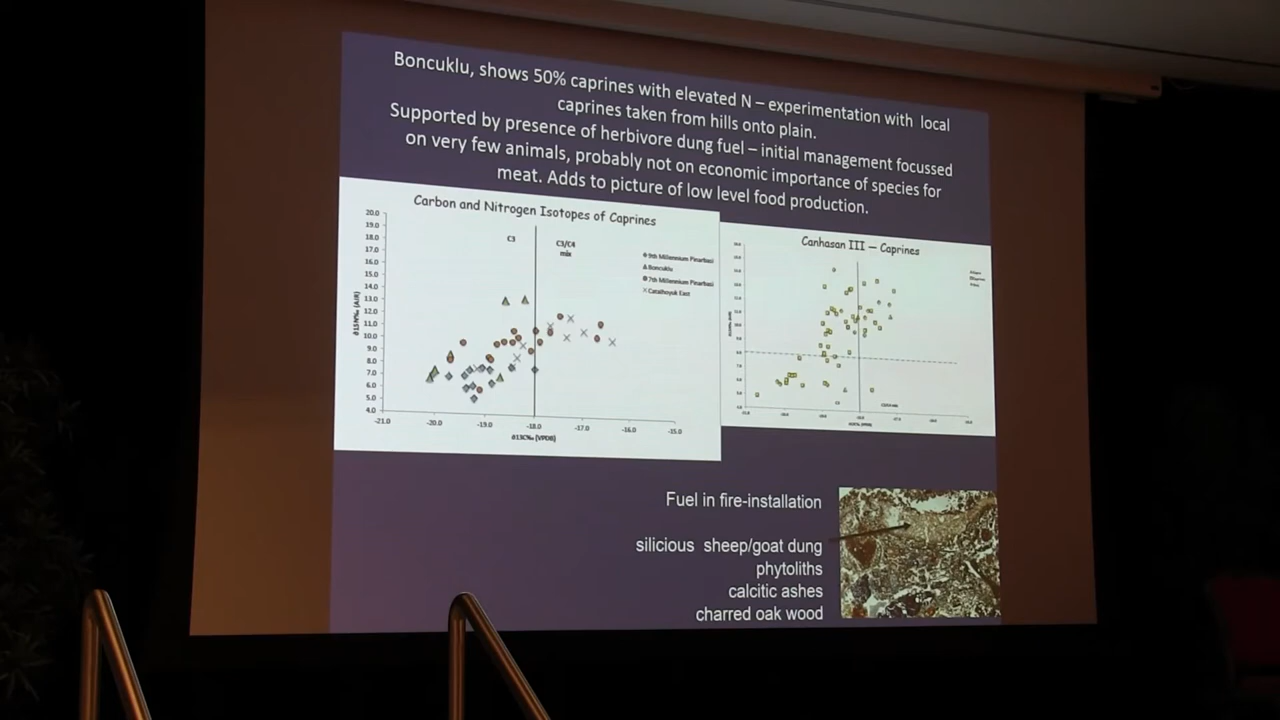 Boncuklu, shows 50% caprines with elevated N – experimentation with local
caprines taken from hills onto plain.
Supported by presence of herbivore dung fuel – initial management focussed
on very few animals, probably not on economic importance of species for
meat. Adds to picture of low level food production.
Carbon and Nitrogen Isotopes of Caprines
C3
C3/C4
mix
9th Millennium Pinarbasi
Boncuklu
7th Millennium Pinarbasi
Catalhoyuk East
δ15N‰ (AIR)
20.0
19.0
18.0
17.0
16.0
15.0
14.0
13.0
12.0
11.0
10.0
9.0
8.0
7.0
6.0
5.0
4.0
-21.0 -20.0 -19.0 -18.0 -17.0 -16.0 -15.0
δ13C‰ (VPDB)
Canhasan III — Caprines
Fuel in fire-installation
silicious sheep/goat dung
phytoliths
calcitic ashes
charred oak wood